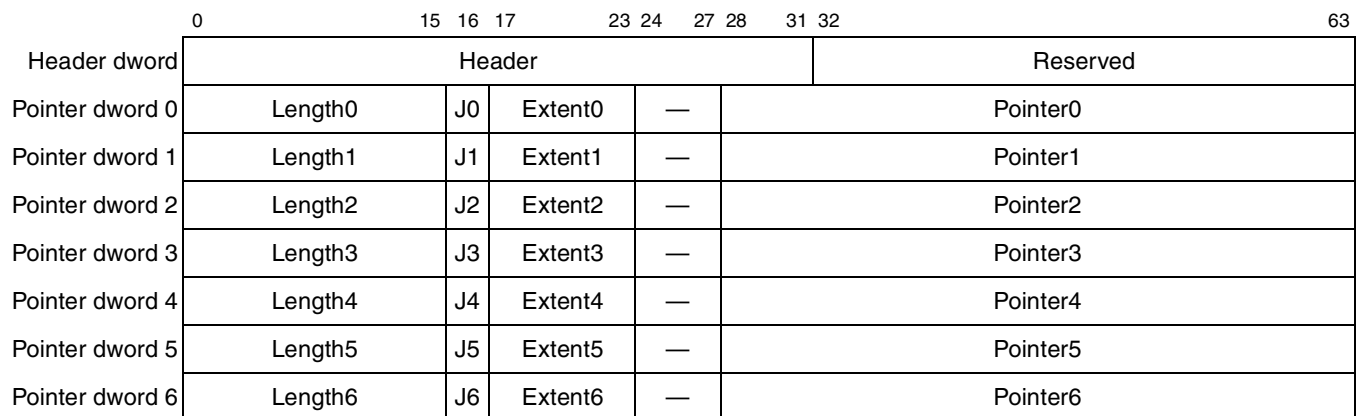 0 15 16 17 23 24 27 28 31 32 63
Header dword Header Reserved
Pointer dword 0 Length0 J0 Extent0 — Pointer0
Pointer dword 1 Length1 J1 Extent1 — Pointer1
Pointer dword 2 Length2 J2 Extent2 — Pointer2
Pointer dword 3 Length3 J3 Extent3 — Pointer3
Pointer dword 4 Length4 J4 Extent4 — Pointer4
Pointer dword 5 Length5 J5 Extent5 — Pointer5
Pointer dword 6 Length6 J6 Extent6 — Pointer6